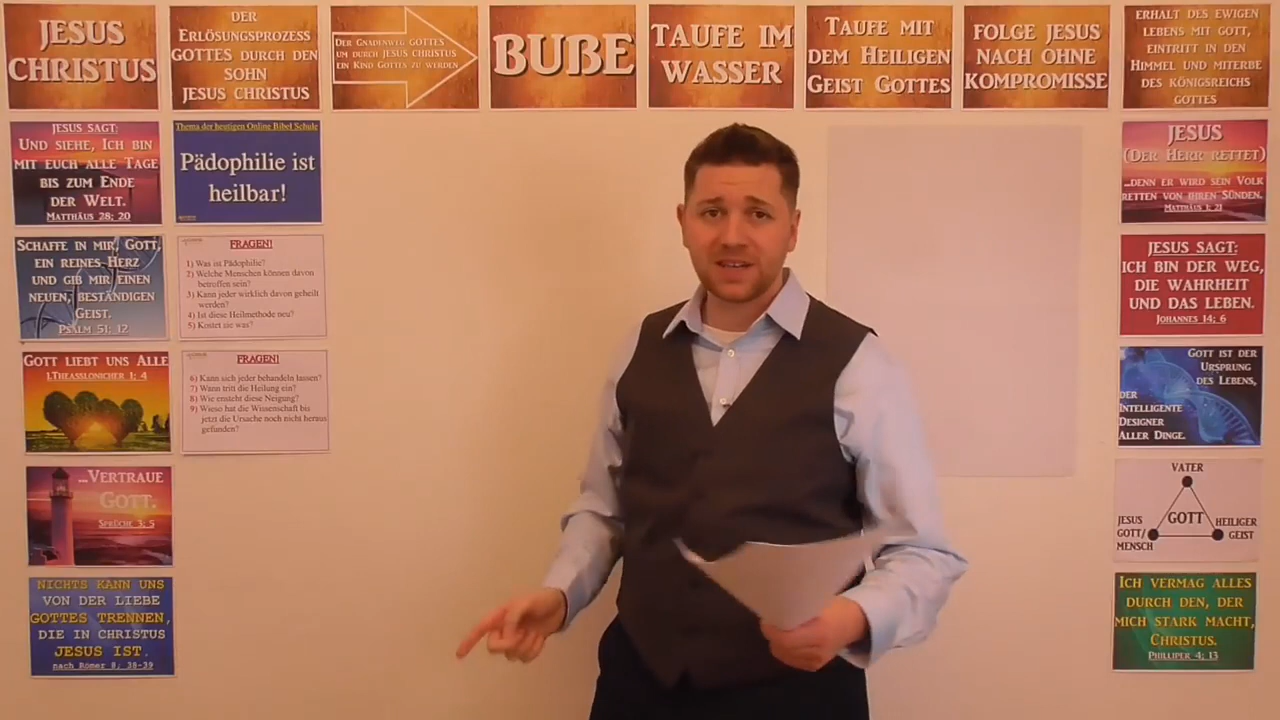 JESUS
CHRISTUS
DER
ERLÖSUNGSPROZESS
GOTTES DURCH DEN
SOHN
JESUS CHRISTUS
DER GNADENWEG GOTTES
UM DURCH JESUS CHRISTUS
EIN KIND GOTTES ZU WERDEN
BUßE
TAUFE IM
WASSER
TAUFE MIT
DEM HEILIGEN
GEIST GOTTES
FOLGE JESUS
NACH OHNE
KOMPROMISSE
ERHALT DES EWIGEN
LEBENS MIT GOTT,
EINTRITT IN DEN
HIMMEL UND MITERBE
DES KÖNIGSREICHS
GOTTES
JESUS SAGT:
UND SIEHE, ICH BIN
MIT EUCH ALLE TAGE
BIS ZUM ENDE
DER WELT.
MATTHÄUS 28; 20
Thema der heutigen Online Bibel Schule
Pädophilie ist
heilbar!
SCHAFFE IN MIR, GOTT,
EIN REINES HERZ
UND GIB MIR EINEN
NEUEN, BESTÄNDIGEN
GEIST.
PSALM 51; 12
FRAGEN!
1) Was ist Pädophilie?
2) Welche Menschen können davon
betroffen sein?
3) Kann jeder wirklich davon geheilt
werden?
4) Ist diese Heilmethode neu?
5) Kostet sie was?
GOTT LIEBT UNS ALLE
1.THEASSLONICHER 1; 4
FRAGEN!
6) Kann sich jeder behandeln lassen?
7) Wann tritt die Heilung ein?
8) Wie ensteht diese Neigung?
9) Wieso hat die Wissenschaft bis
jetzt die Ursache noch nicht heraus
gefunden?
...VERTRAUE
GOTT.
SPRÜCHE 3; 5
NICHTS KANN UNS
VON DER LIEBE
GOTTES TRENNEN,
DIE IN CHRISTUS
JESUS IST.
nach Römer 8; 38-39
JESUS
(DER HERR RETTET)
...DENN ER WIRD SEIN VOLK
RETTEN VON IHREN SÜNDEN.
MATTHÄUS 1; 21
JESUS SAGT:
ICH BIN DER WEG,
DIE WAHRHEIT
UND DAS LEBEN.
JOHANNES 14; 6
GOTT IST DER
URSPRUNG
DES LEBENS,
DER
INTELLIGENTE
DESIGNER
ALLER DINGE.
VATER
GOTT
JESUS
GOTT/
MENSCH
HEILIGER
GEIST
ICH VERMAG ALLES
DURCH DEN, DER
MICH STARK MACHT,
CHRISTUS.
PHILLIPER 4; 13